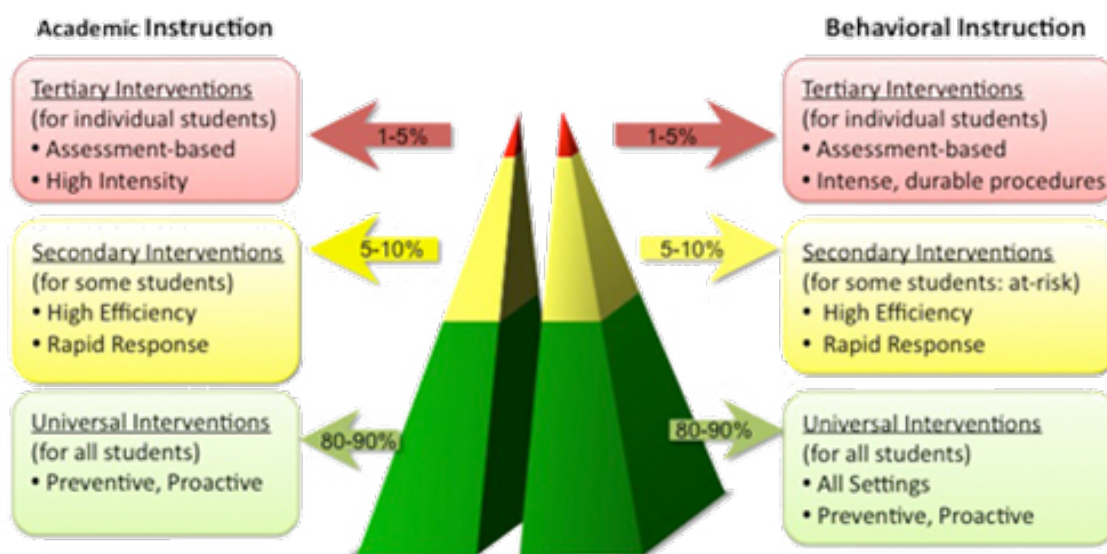 Academic Instruction
Tertiary Interventions
(for individual students)
• Assessment-based
• High Intensity
1-5%
Secondary Interventions
(for some students)
• High Efficiency
• Rapid Response
5-10%
Universal Interventions
(for all students)
• Preventive, Proactive
80-90%
Behavioral Instruction
1-5%
Tertiary Interventions
(for individual students)
• Assessment-based
• Intense, durable procedures
5-10%
Secondary Interventions
(for some students: at-risk)
• High Efficiency
• Rapid Response
80-90%
Universal Interventions
(for all students)
• All Settings
• Preventive, Proactive